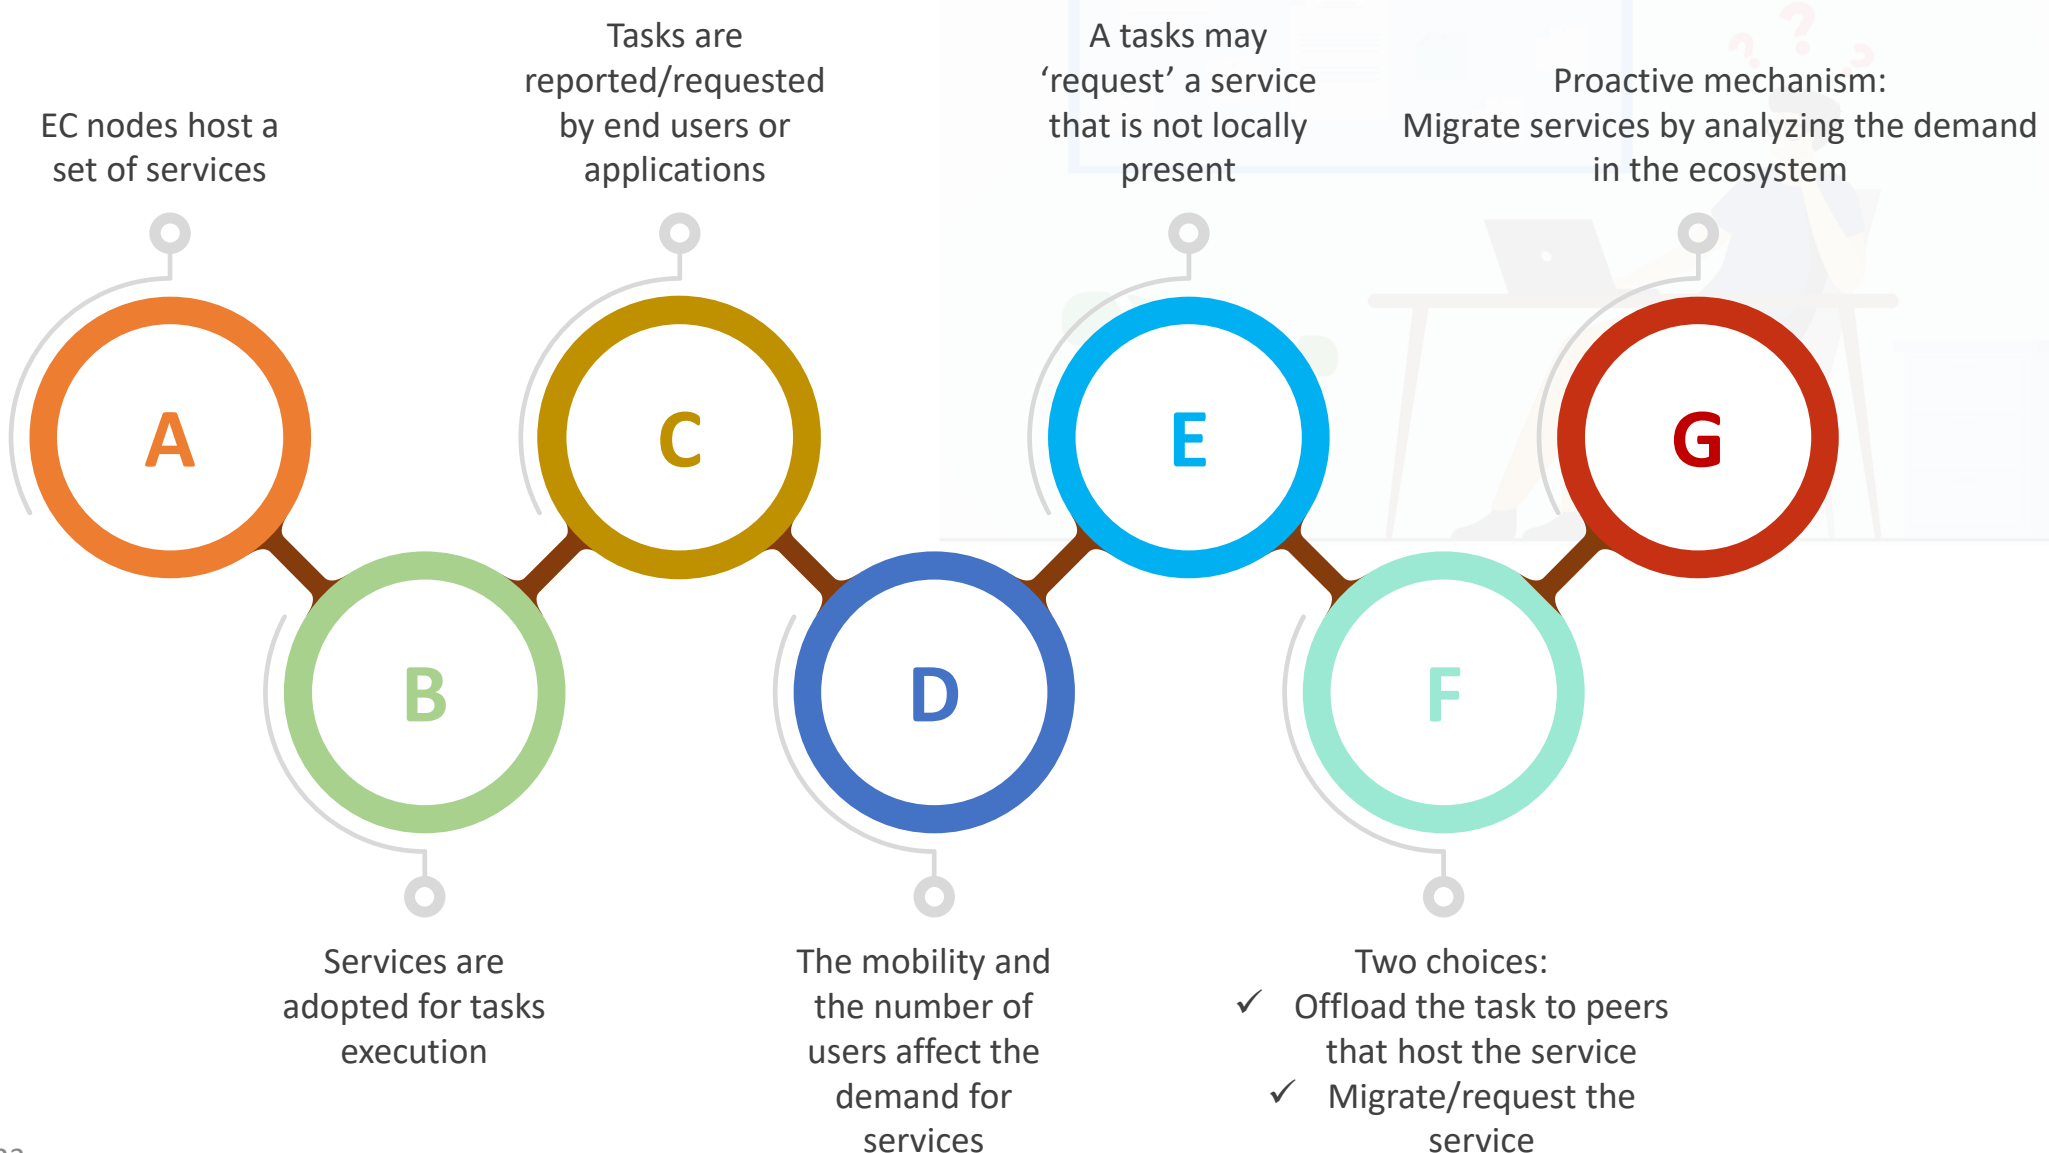 EC nodes host a
set of services
A
Services are
adopted for tasks
execution
B
Tasks are
reported/requested
by end users or
applications
C
The mobility and
the number of
users affect the
demand for
services
D
A tasks may
‘request’ a service
that is not locally
present
E
Two choices:
✓ Offload the task to peers
that host the service
✓ Migrate/request the
service
F
Proactive mechanism:
Migrate services by analyzing the demand
in the ecosystem
G
? ? ?